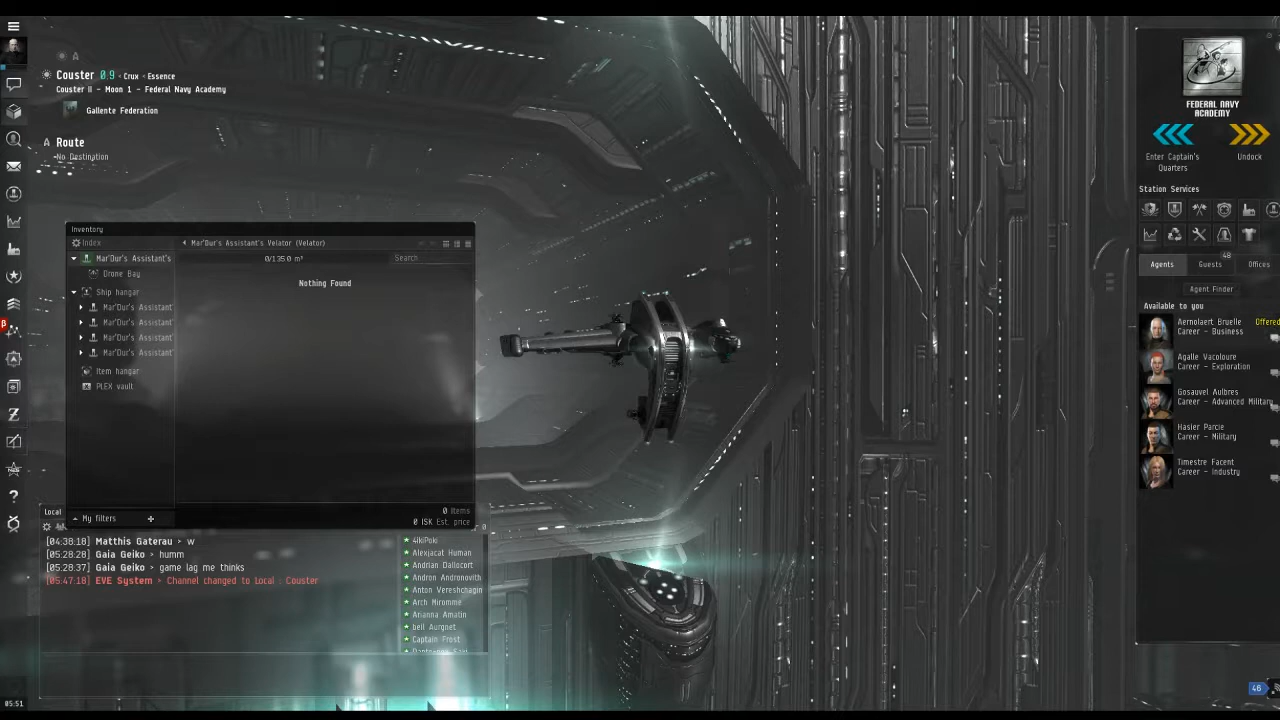 Couster 0.9 < Crux < Essence
Couster II - Moon 1 - Federal Navy Academy
Gallente Federation
Route
No Destination
Inventory
Index
Mar'Dur's Assistant's Velator (Velator)
Mar'Dur's Assistant's
0/135.0 m³
Search
Drone Bay
Nothing Found
Ship hangar
Mar'Dur's Assistant'
Mar'Dur's Assistant'
Mar'Dur's Assistant'
Mar'Dur's Assistant'
Item hangar
PLEX vault
My filters
0 Items
0 ISK Est. price
Local
[04:38:18] Matthis Gaterau > w
[05:28:28] Gaia Geiko > humm
[05:28:37] Gaia Geiko > game lag me thinks
[05:47:18] EVE System > Channel changed to Local : Couster
4ikiPoki
Alexjacat Human
Andrian Dallocort
Andron Andronovith
Anton Vereshchagin
Arch Miromme
Arianna Amatin
bell Aurgnet
Captain Frost
05:51
FEDERAL NAVY
ACADEMY
Enter Captain's
Quarters
Undock
Station Services
48
Agents
Guests
Offices
Agent Finder
Available to you
Aernolaert Bruelle
Offered
Career - Business
Agalle Vacoloure
Career - Exploration
Gosauvel Aulbres
Career - Advanced Military
Hasier Parcie
Career - Military
Timestre Facent
Career - Industry
46